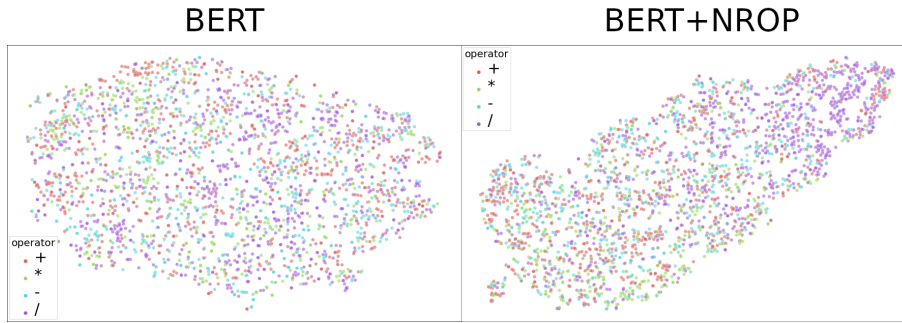 BERT
BERT+NROP
operator
+
*
-
/
operator
+
*
-
/